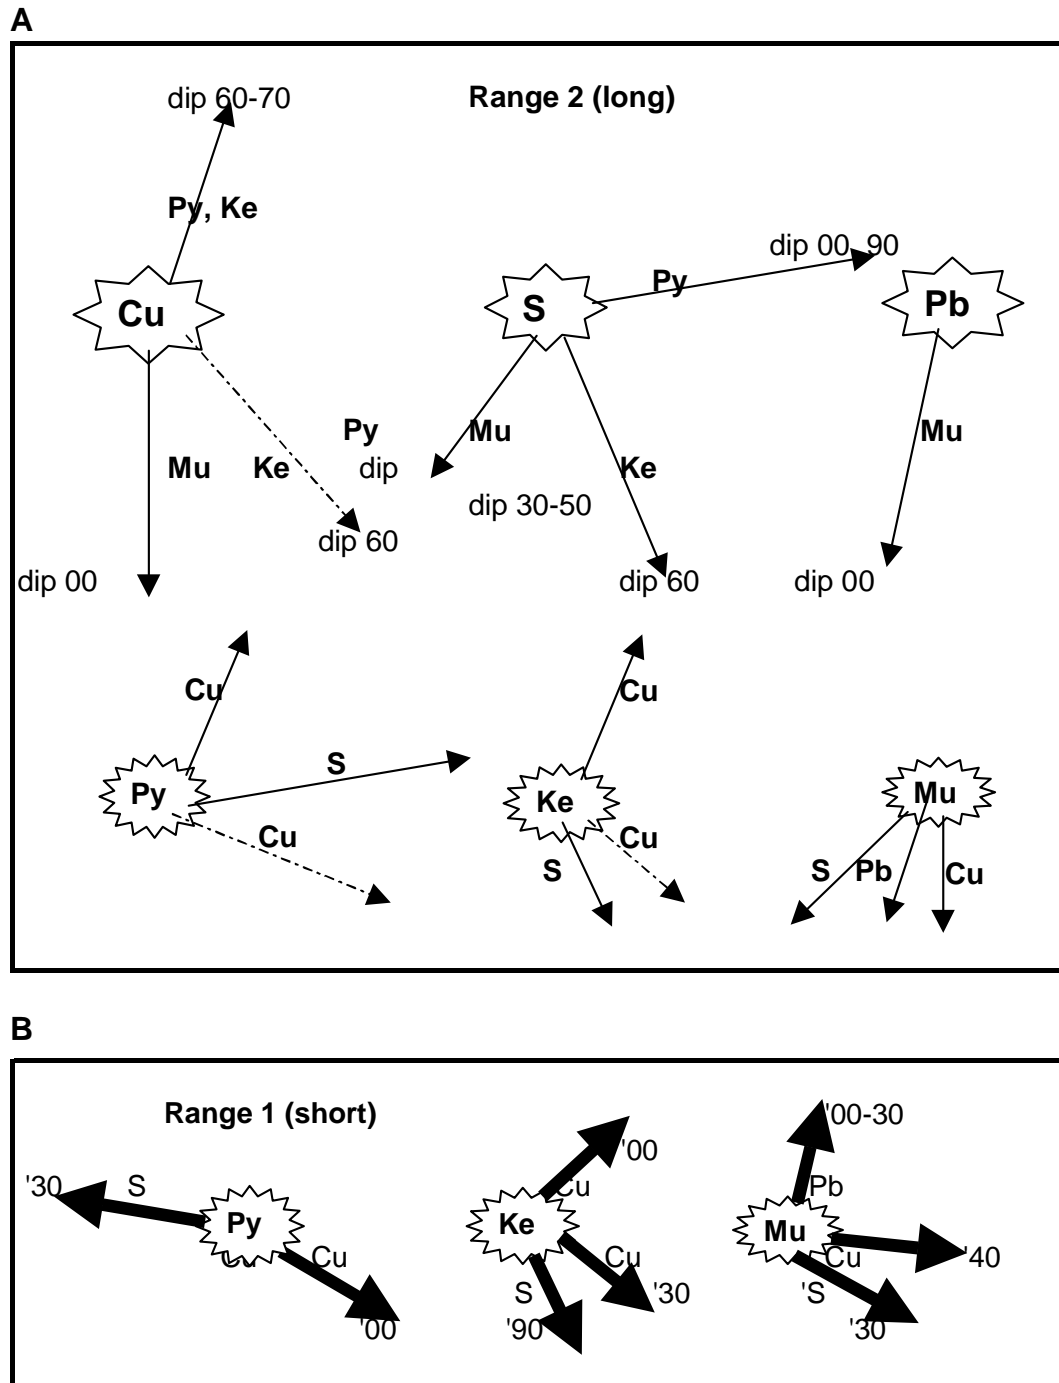 A
dip 60-70
Range 2 (long)
Py, Ke
dip 00 90
Py
Cu
S
Pb
Py
Mu
Mu
Mu
Ke
dip
Ke
dip 30-50
dip 60
dip 00
dip 60
dip 00
Cu
Cu
S
Py
Ke
Mu
Cu
Cu
S
S
Pb
Cu
B
Range 1 (short)
'00-30
'00
'30
S
Cu
Pb
Py
Ke
Mu
Cu
Cu
Cu
Cu
'40
S
'S
'30
'00
'90
'30